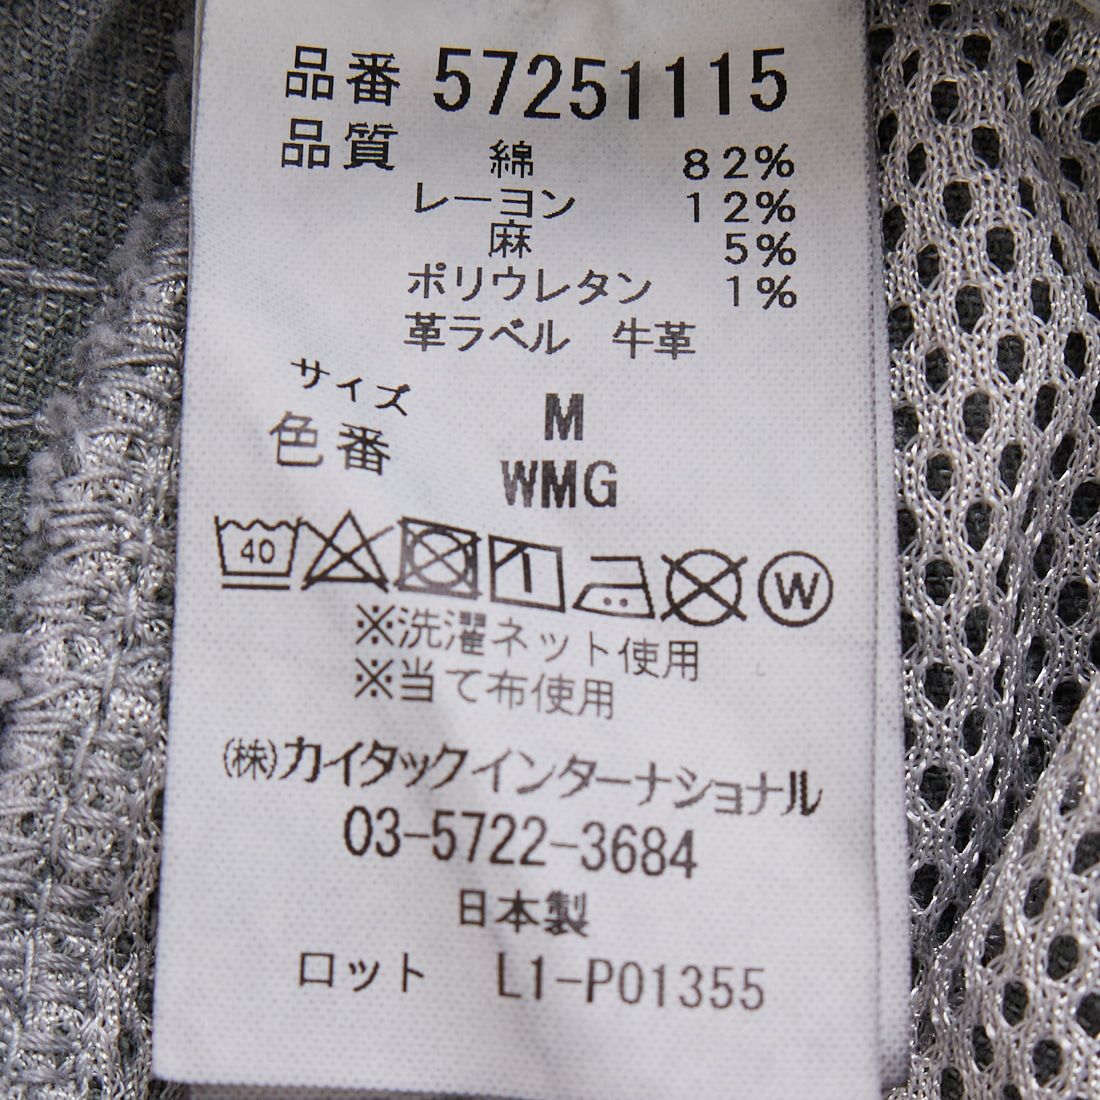 品番 57251115
品質 綿 82%
レーヨン 12%
麻 5%
ポリウレタン 1%
革ラベル 牛革
サイズ M
色番 WMG
40
W
※洗濯ネット使用
※当て布使用
(株)カイタックインターナショナル
03-5722-3684
日本製
ロット L1-P01355